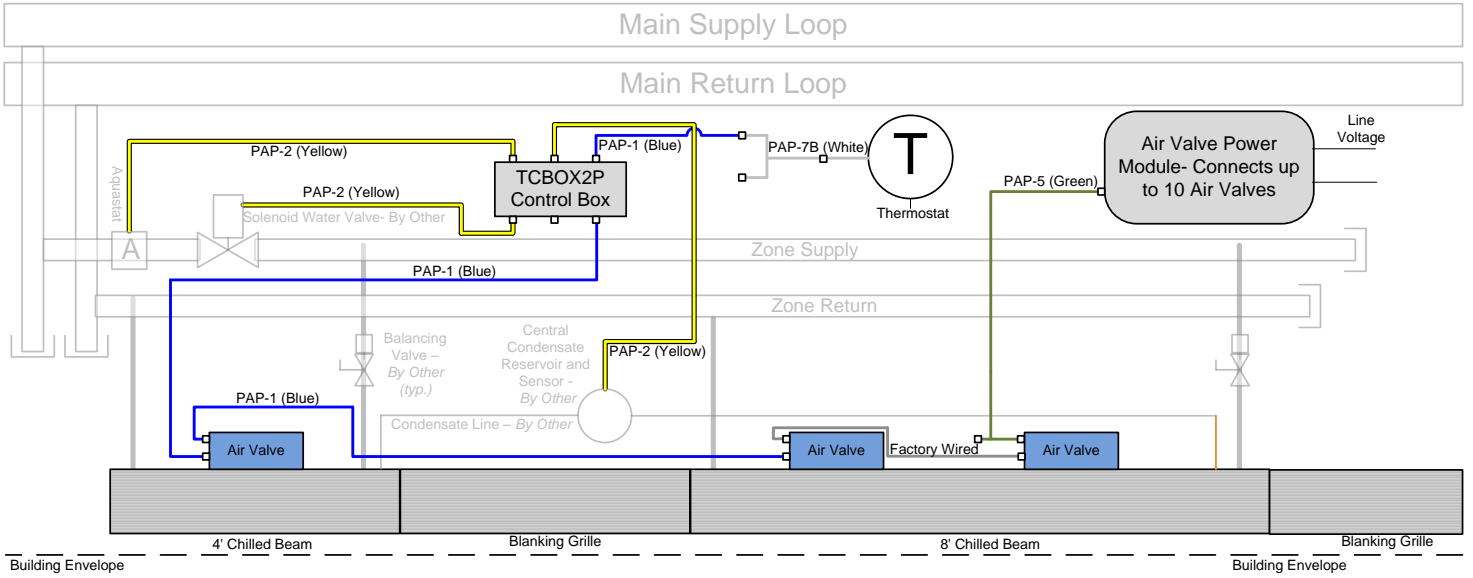 Main Supply Loop
Main Return Loop
PAP-2 (Yellow)
Aquastat
PAP-2 (Yellow)
Solenoid Water Valve- By Other
A
TCBOX2P
Control Box
PAP-1 (Blue)
PAP-7B (White)
T
Thermostat
Air Valve Power
Module- Connects up
to 10 Air Valves
Line
Voltage
PAP-5 (Green)
Zone Supply
PAP-1 (Blue)
Zone Return
Balancing
Valve –
By Other
(typ.)
Central
Condensate
Reservoir and
Sensor -
By Other
PAP-2 (Yellow)
PAP-1 (Blue)
Condensate Line – By Other
Air Valve
Air Valve
Factory Wired
Air Valve
4' Chilled Beam
Blanking Grille
8' Chilled Beam
Blanking Grille
Building Envelope
Building Envelope